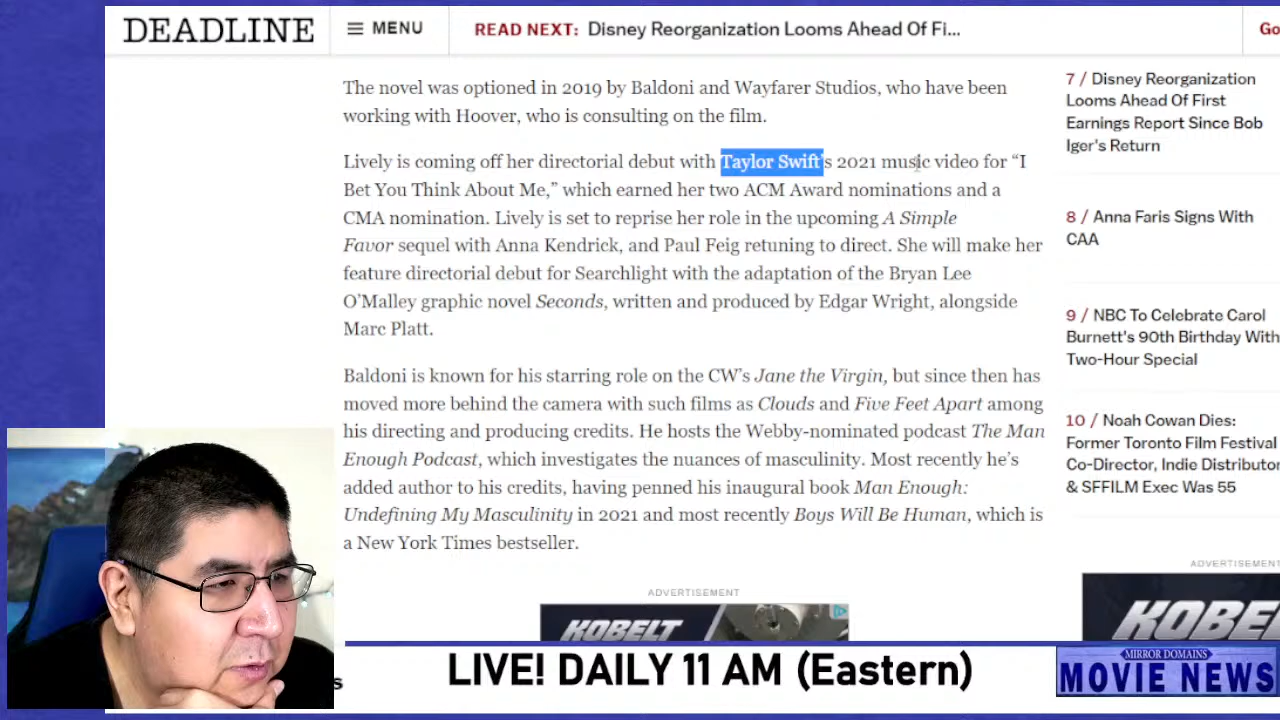 DEADLINE
MENU
READ NEXT: Disney Reorganization Looms Ahead Of Fi...
Go
The novel was optioned in 2019 by Baldoni and Wayfarer Studios, who have been
working with Hoover, who is consulting on the film.
Lively is coming off her directorial debut with Taylor Swift's 2021 music video for “I
Bet You Think About Me,” which earned her two ACM Award nominations and a
CMA nomination. Lively is set to reprise her role in the upcoming A Simple
Favor sequel with Anna Kendrick, and Paul Feig retuning to direct. She will make her
feature directorial debut for Searchlight with the adaptation of the Bryan Lee
O’Malley graphic novel Seconds, written and produced by Edgar Wright, alongside
Marc Platt.
Baldoni is known for his starring role on the CW’s Jane the Virgin, but since then has
moved more behind the camera with such films as Clouds and Five Feet Apart among
his directing and producing credits. He hosts the Webby-nominated podcast The Man
Enough Podcast, which investigates the nuances of masculinity. Most recently he’s
added author to his credits, having penned his inaugural book Man Enough:
Undefining My Masculinity in 2021 and most recently Boys Will Be Human, which is
a New York Times bestseller.
7 / Disney Reorganization
Looms Ahead Of First
Earnings Report Since Bob
Iger's Return
8 / Anna Faris Signs With
CAA
9 / NBC To Celebrate Carol
Burnett's 90th Birthday With
Two-Hour Special
10 / Noah Cowan Dies:
Former Toronto Film Festival
Co-Director, Indie Distributor
& SFFILM Exec Was 55
ADVERTISEMENT
KOBELT
ADVERTISEMENT
KOBE
s
LIVE! DAILY 11 AM (Eastern)
MIRROR DOMAINS
MOVIE NEWS